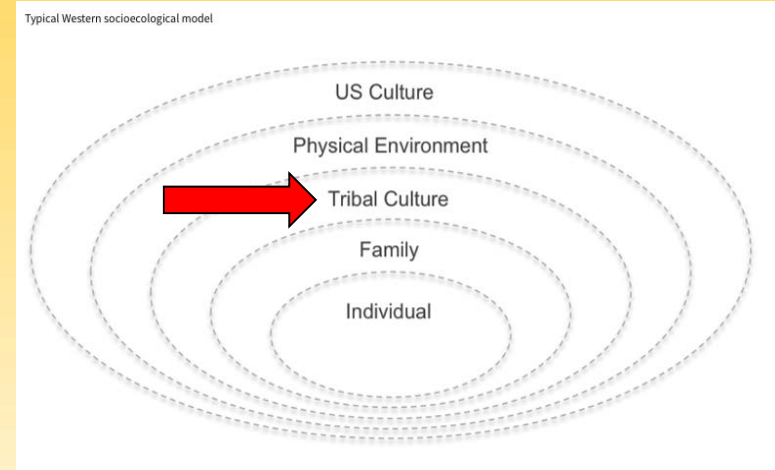 Typical Western socioecological model
US Culture
Physical Environment
Tribal Culture
Family
Individual